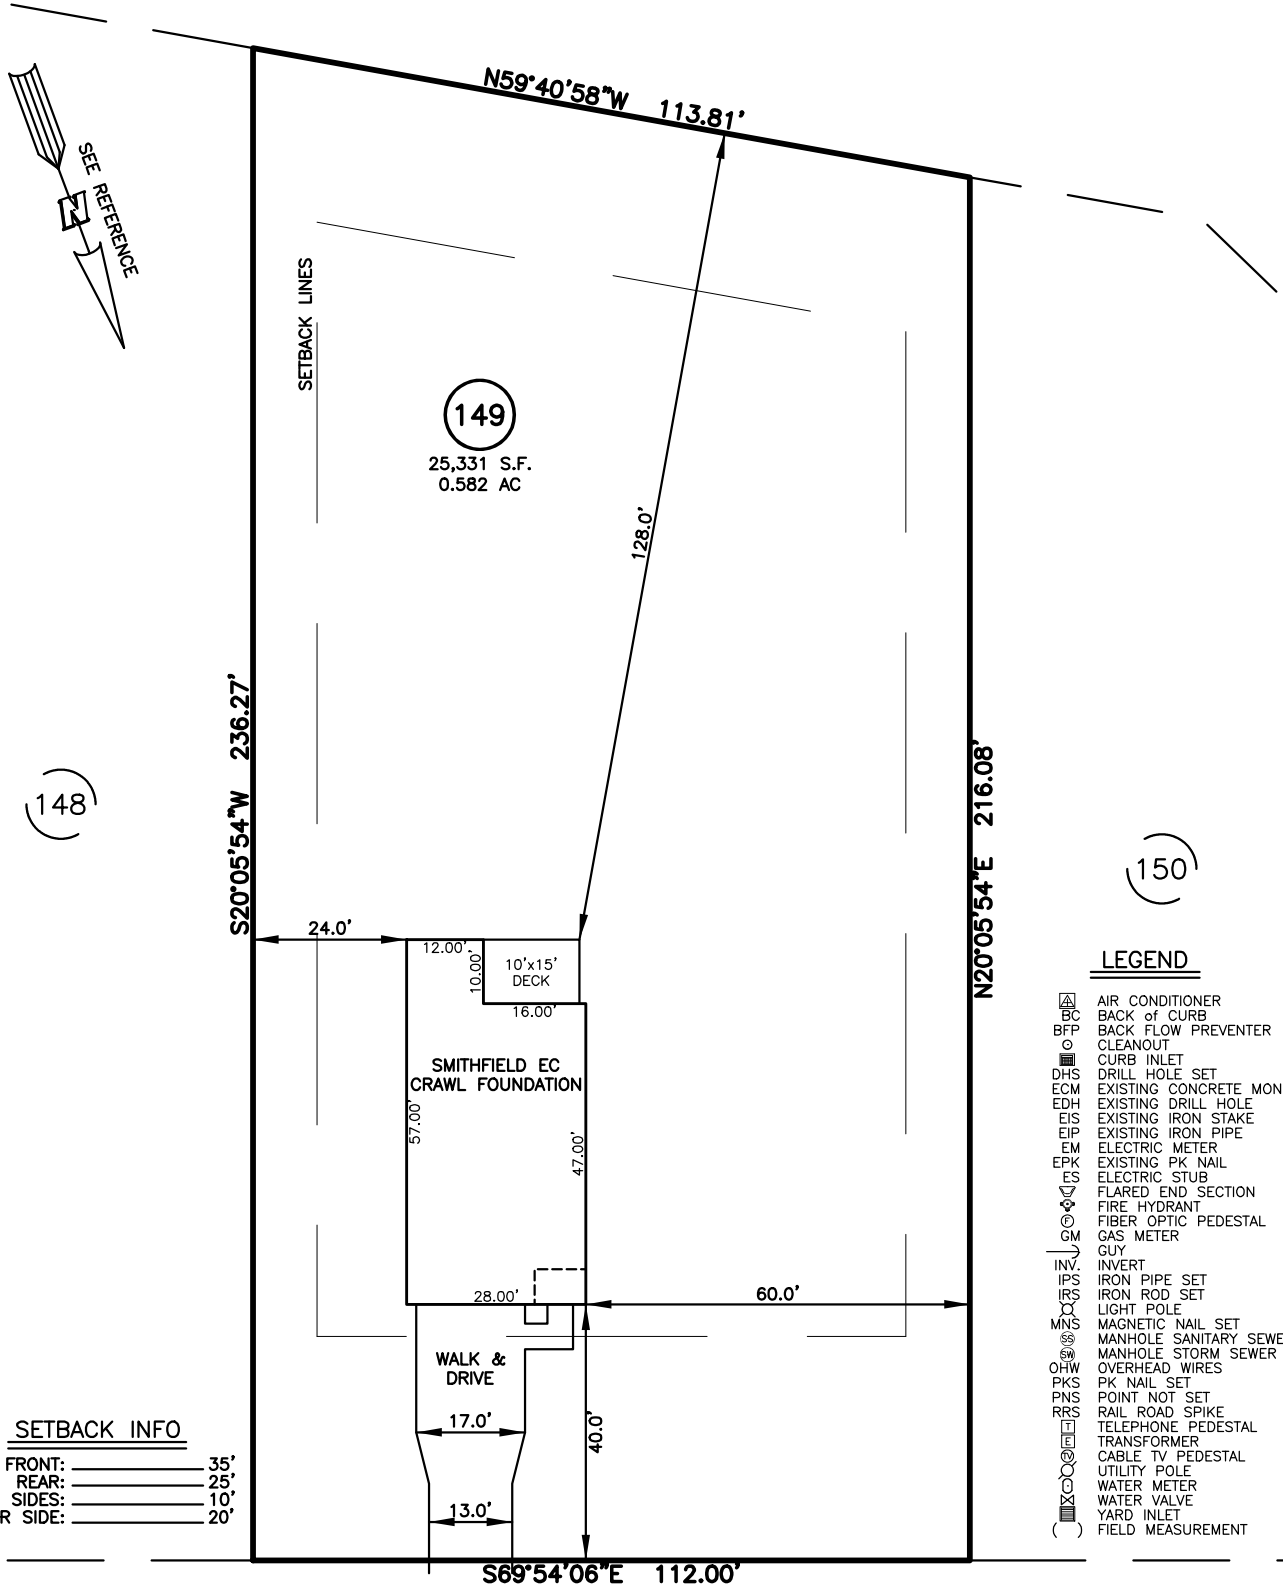 N59°40'58"W 113.81'
SEE REFERENCE
N
SETBACK LINES
149
25,331 S.F.
0.582 AC
128.0'
S20°05'54"W 236.27'
N20°05'54"E 216.08'
148
150
24.0'
12.00'
10.00'
10'x15'
DECK
16.00'
SMITHFIELD EC
CRAWL FOUNDATION
57.00'
47.00'
28.00'
60.0'
WALK &
DRIVE
17.0'
40.0'
13.0'
S69°54'06"E 112.00'
SETBACK INFO
FRONT: 35'
REAR: 25'
SIDES: 10'
R SIDE: 20'
LEGEND
A AIR CONDITIONER
BC BACK of CURB
BFP BACK FLOW PREVENTER
CLEANOUT
CURB INLET
DHS DRILL HOLE SET
ECM EXISTING CONCRETE MON
EDH EXISTING DRILL HOLE
EIS EXISTING IRON STAKE
EIP EXISTING IRON PIPE
EM ELECTRIC METER
EPK EXISTING PK NAIL
ES ELECTRIC STUB
FLARED END SECTION
FIRE HYDRANT
F FIBER OPTIC PEDESTAL
GM GAS METER
GUY
INV. INVERT
IPS IRON PIPE SET
IRS IRON ROD SET
LIGHT POLE
MNS MAGNETIC NAIL SET
SS MANHOLE SANITARY SEWE
SW MANHOLE STORM SEWER
OHW OVERHEAD WIRES
PKS PK NAIL SET
PNS POINT NOT SET
RRS RAIL ROAD SPIKE
T TELEPHONE PEDESTAL
E TRANSFORMER
TV CABLE TV PEDESTAL
UTILITY POLE
WATER METER
WATER VALVE
YARD INLET
( ) FIELD MEASUREMENT